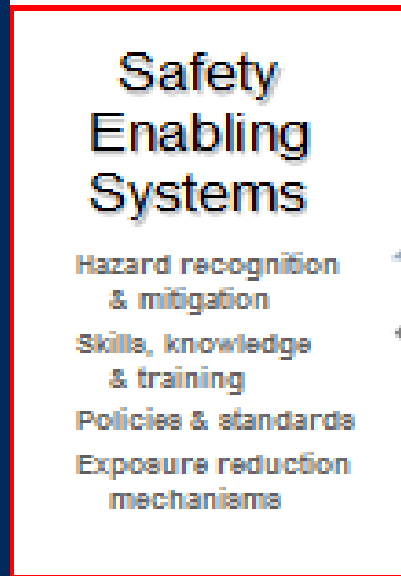 Safety
Enabling
Systems
Hazard recognition
& mitigation
Skills, knowledge
& training
Policies & standards
Exposure reduction
mechanisms